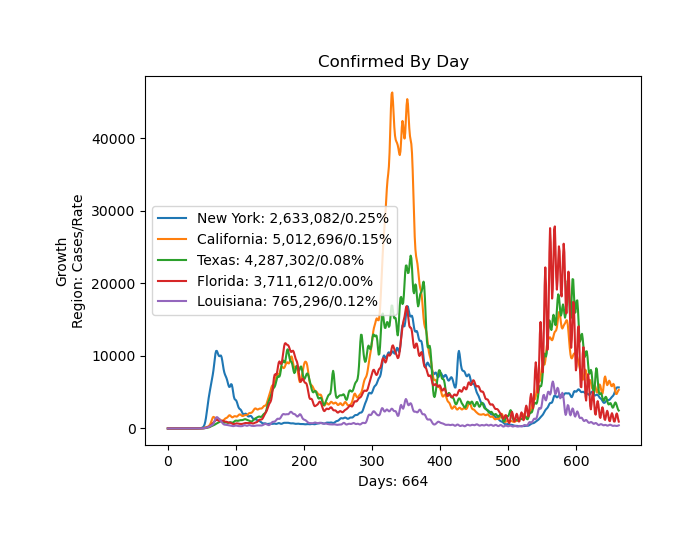 Confirmed By Day
Growth
Region: Cases/Rate
40000
30000
20000
10000
0
New York: 2,633,082/0.25%
California: 5,012,696/0.15%
Texas: 4,287,302/0.08%
Florida: 3,711,612/0.00%
Louisiana: 765,296/0.12%
0 100 200 300 400 500 600
Days: 664